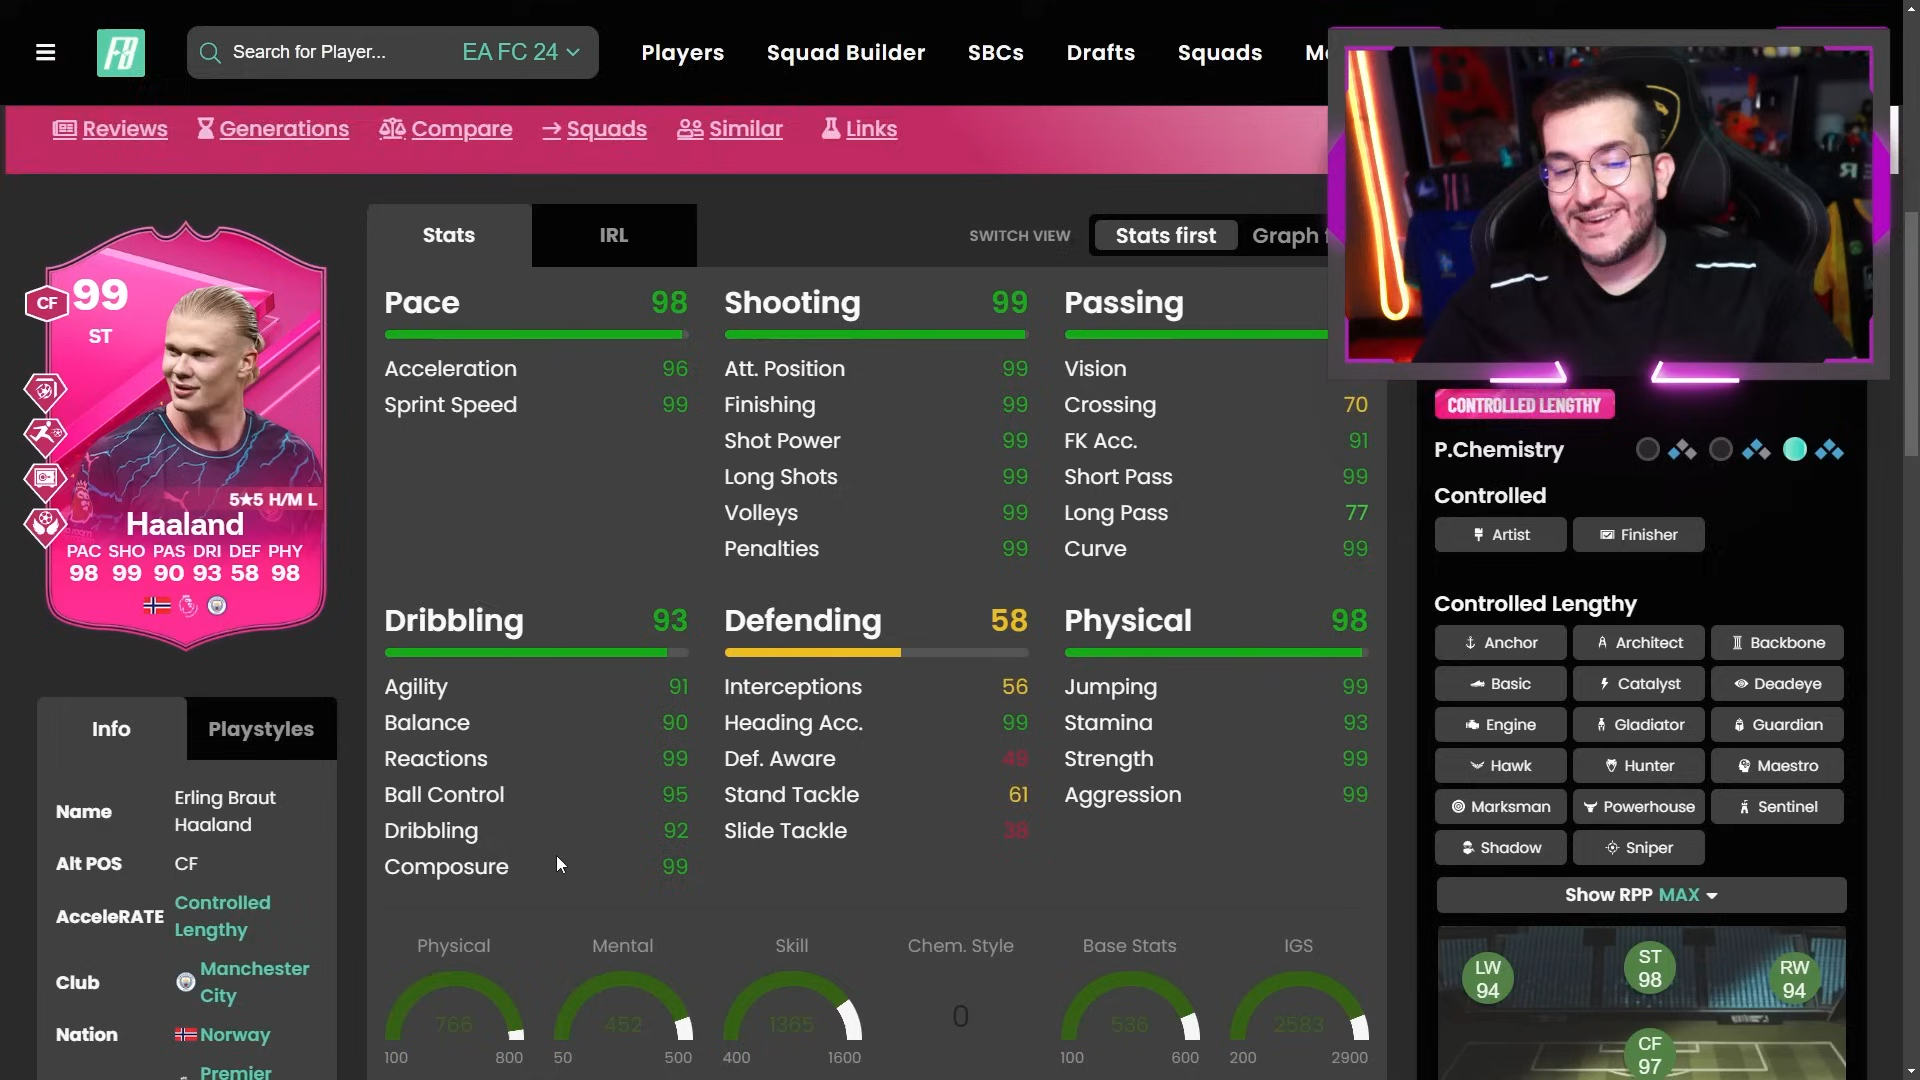 FB
Search for Player...
EA FC 24
Players
Squad Builder
SBCs
Drafts
Squads
Reviews
Generations
Compare
Squads
Similar
Links
Stats
IRL
SWITCH VIEW
Stats first
Graph
CF
99
ST
5★5 H/M L
Haaland
PAC SHO PAS DRI DEF PHY
98 99 90 93 58 98
Pace 98
Acceleration 96
Sprint Speed 99
Shooting 99
Att. Position 99
Finishing 99
Shot Power 99
Long Shots 99
Volleys 99
Penalties 99
Passing
Vision
Crossing 70
FK Acc. 91
Short Pass 99
Long Pass 77
Curve 99
Dribbling 93
Agility 91
Balance 90
Reactions 99
Ball Control 95
Dribbling 92
Composure 99
Defending 58
Interceptions 56
Heading Acc. 99
Def. Aware 49
Stand Tackle 61
Slide Tackle 38
Physical 98
Jumping 99
Stamina 93
Strength 99
Aggression 99
Physical
766
100 800
Mental
452
50 500
Skill
1365
400 1600
Chem. Style
0
Base Stats
536
100 600
IGS
2583
200 2900
Info
Playstyles
Name Erling Braut
Haaland
Alt POS CF
AcceleRATE Controlled
Lengthy
Club Manchester
City
Nation Norway
Premier
CONTROLLED LENGTHY
P.Chemistry
Controlled
Artist
Finisher
Controlled Lengthy
Anchor
Architect
Backbone
Basic
Catalyst
Deadeye
Engine
Gladiator
Guardian
Hawk
Hunter
Maestro
Marksman
Powerhouse
Sentinel
Shadow
Sniper
Show RPP MAX
LW
94
ST
98
RW
94
CF
97